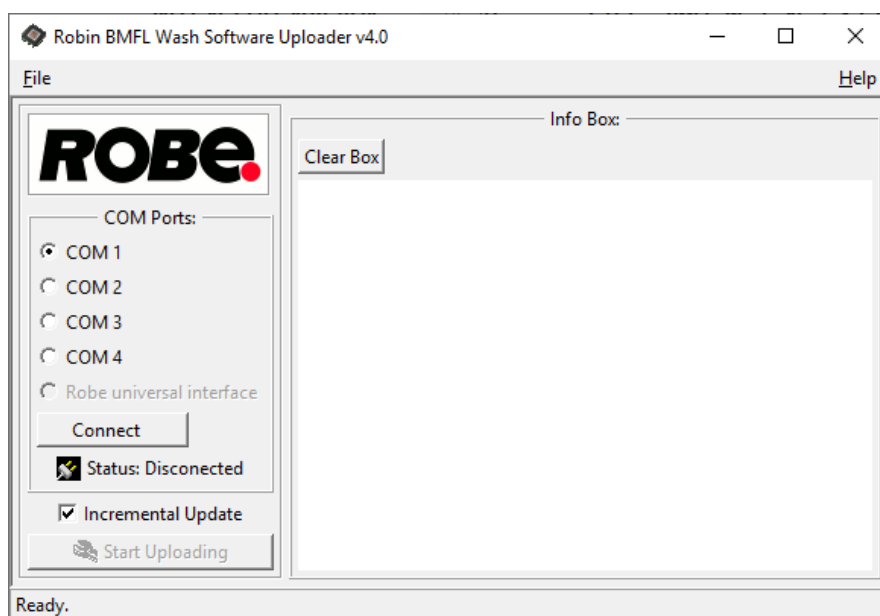 Robin BMFL Wash Software Uploader v4.0
File
Help
ROBE
COM Ports:
COM 1
COM 2
COM 3
COM 4
Robe universal interface
Connect
Status: Disconected
Incremental Update
Start Uploading
Info Box:
Clear Box
Ready.